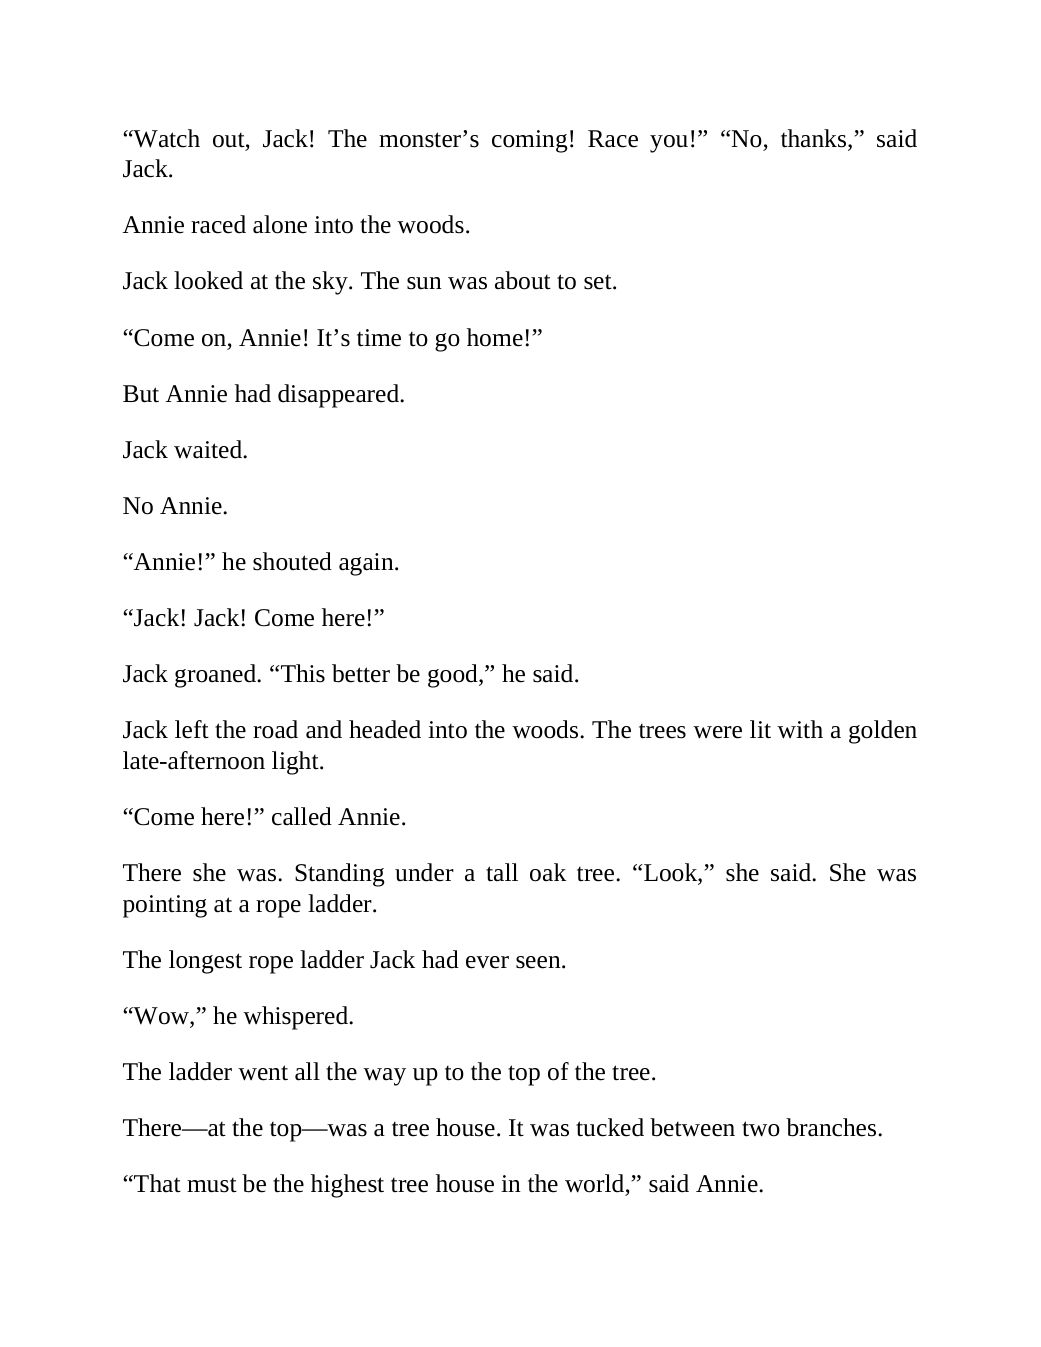 “Watch out, Jack! The monster’s coming! Race you!” “No, thanks,” said
Jack.
Annie raced alone into the woods.
Jack looked at the sky. The sun was about to set.
“Come on, Annie! It’s time to go home!”
But Annie had disappeared.
Jack waited.
No Annie.
“Annie!” he shouted again.
“Jack! Jack! Come here!”
Jack groaned. “This better be good,” he said.
Jack left the road and headed into the woods. The trees were lit with a golden
late-afternoon light.
“Come here!” called Annie.
There she was. Standing under a tall oak tree. “Look,” she said. She was
pointing at a rope ladder.
The longest rope ladder Jack had ever seen.
“Wow,” he whispered.
The ladder went all the way up to the top of the tree.
There—at the top—was a tree house. It was tucked between two branches.
“That must be the highest tree house in the world,” said Annie.